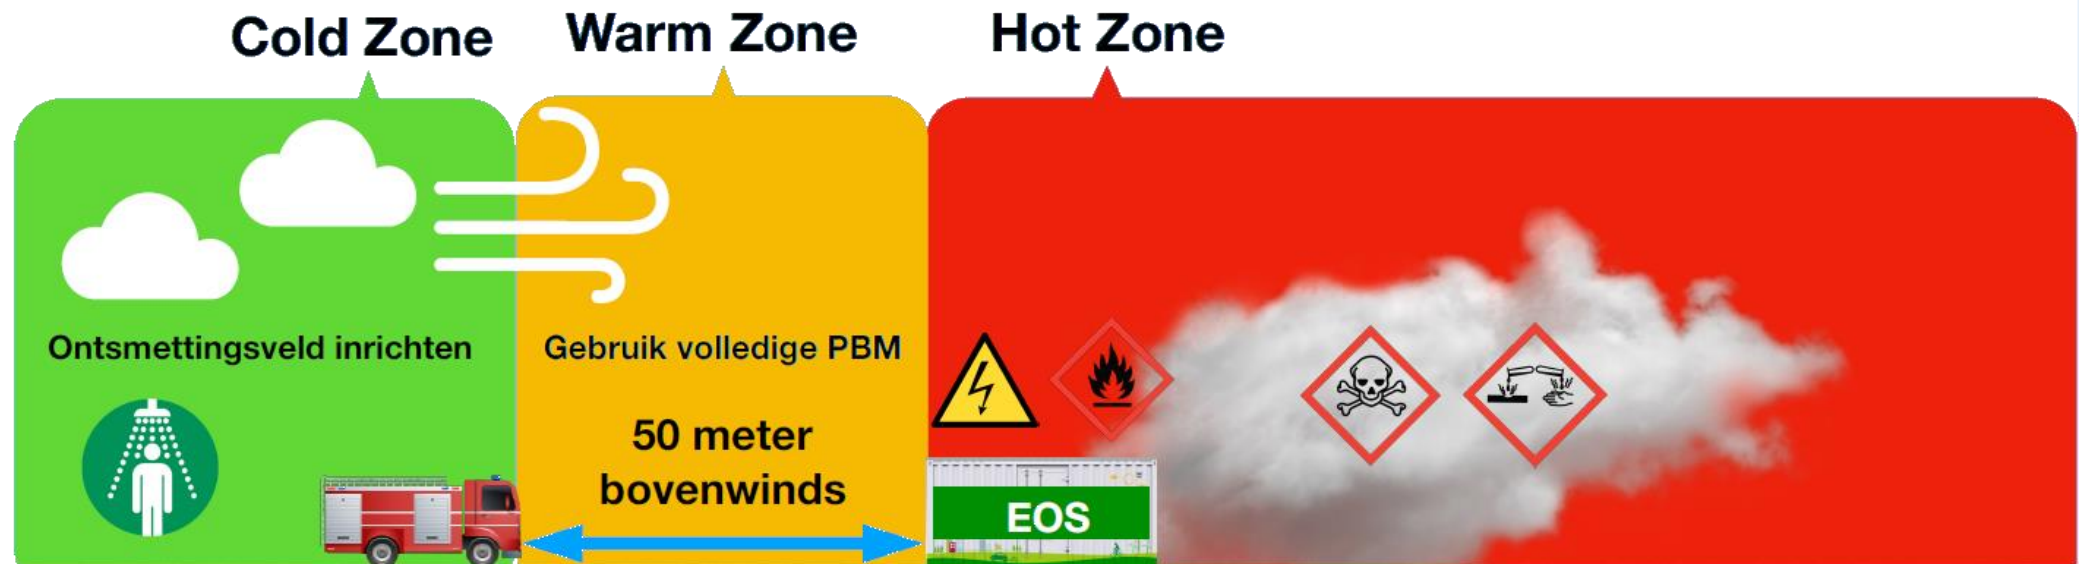 Cold Zone
Warm Zone
Hot Zone
Ontsmettingsveld inrichten
Gebruik volledige PBM
50 meter
bovenwinds
EOS